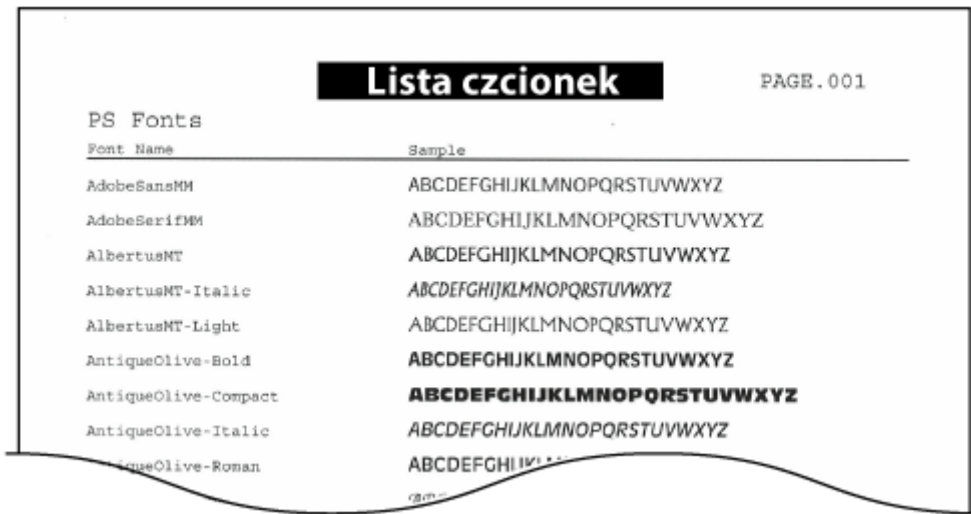 Lista czcionek PAGE.001
PS Fonts
Font Name Sample
AdobeSansMM ABCDEFGHIJKLMNOPQRSTUVWXYZ
AdobeSerifMM ABCDEFGHIJKLMNOPQRSTUVWXYZ
AlbertusMT ABCDEFGHIJKLMNOPQRSTUVWXYZ
AlbertusMT-Italic ABCDEFGHIJKLMNOPQRSTUVWXYZ
AlbertusMT-Light ABCDEFGHIJKLMNOPQRSTUVWXYZ
AntiqueOlive-Bold ABCDEFGHIJKLMNOPQRSTUVWXYZ
AntiqueOlive-Compact ABCDEFGHIJKLMNOPQRSTUVWXYZ
AntiqueOlive-Italic ABCDEFGHIJKLMNOPQRSTUVWXYZ